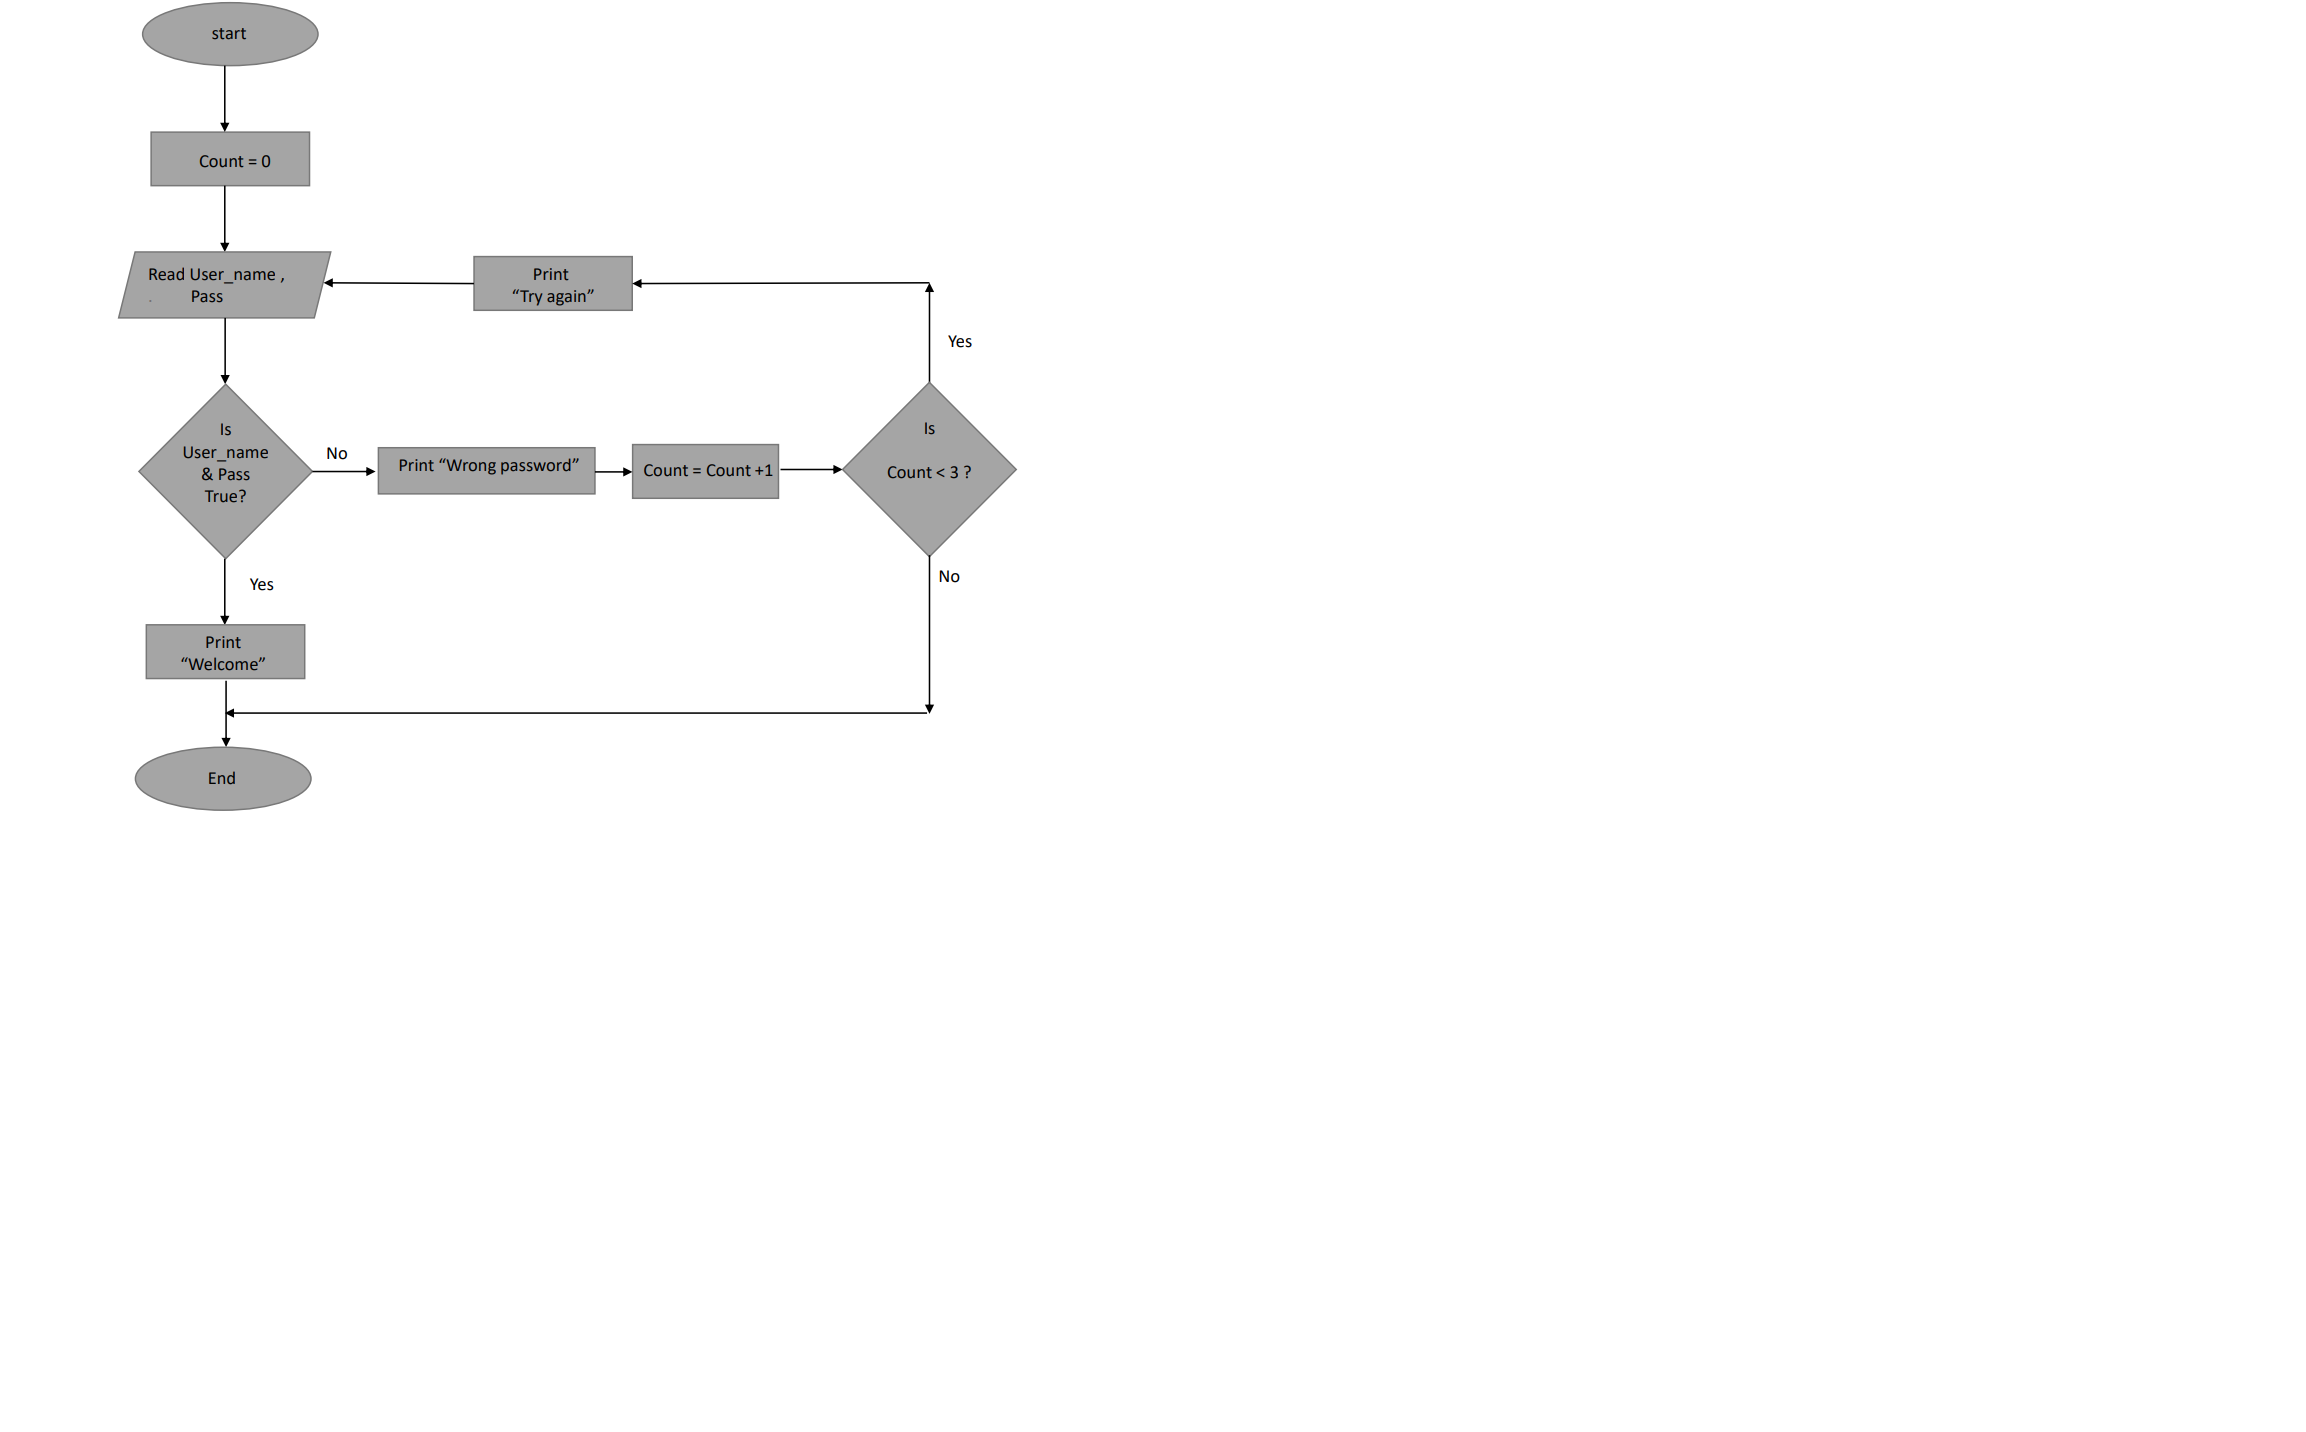 start
Count = 0
Read User_name ,
. Pass
Print
“Try again”
Yes
Is
User_name
& Pass
True?
No
Print “Wrong password”
Count = Count +1
Is
Count < 3 ?
Yes
No
Print
“Welcome”
End